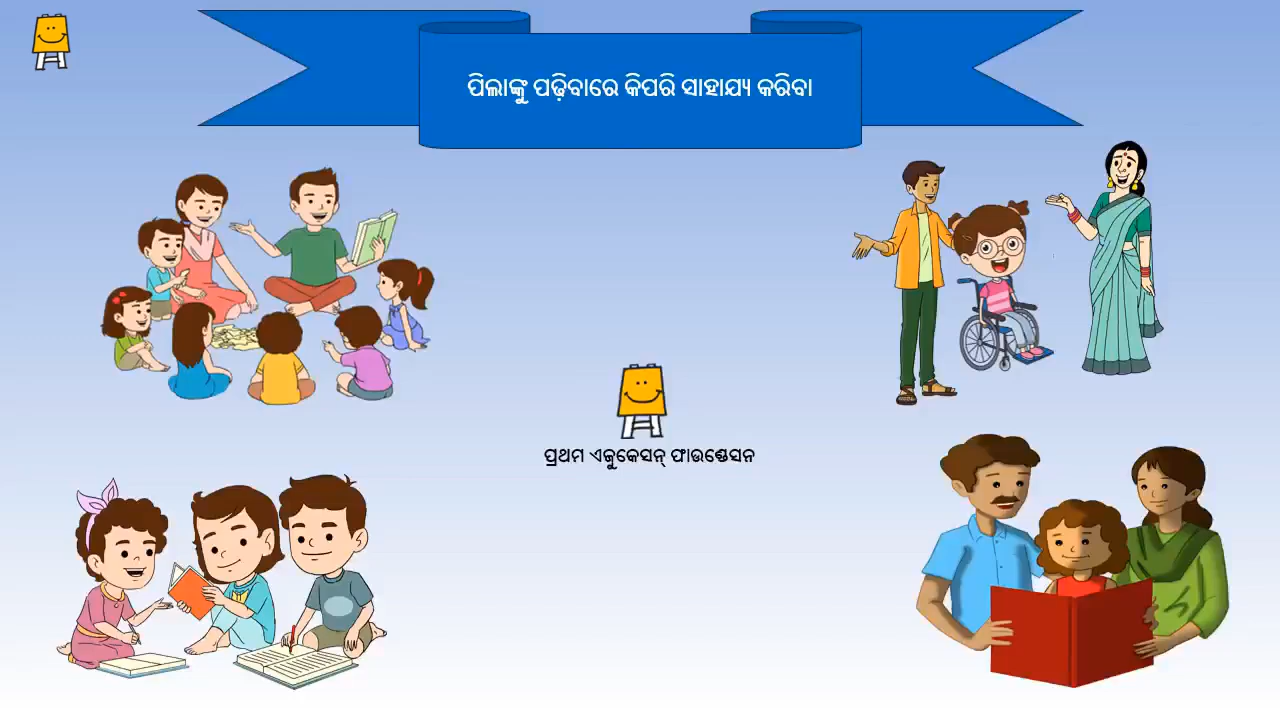 ପିଲାଙ୍କୁ ପଢ଼ିବାରେ କିପରି ସାହାଯ୍ୟ କରିବା
ପ୍ରଥମ ଏଜୁକେସନ୍ ଫାଉଣ୍ଡେସନ